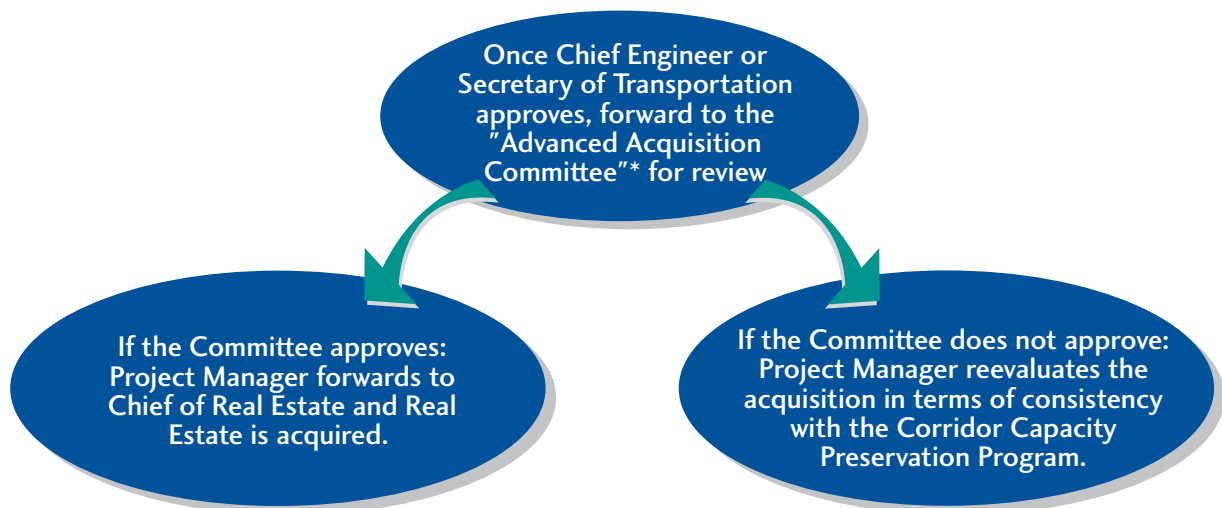 Once Chief Engineer or
Secretary of Transportation
approves, forward to the
"Advanced Acquisition
Committee"* for review
If the Committee approves:
Project Manager forwards to
Chief of Real Estate and Real
Estate is acquired.
If the Committee does not approve:
Project Manager reevaluates the
acquisition in terms of consistency
with the Corridor Capacity
Preservation Program.